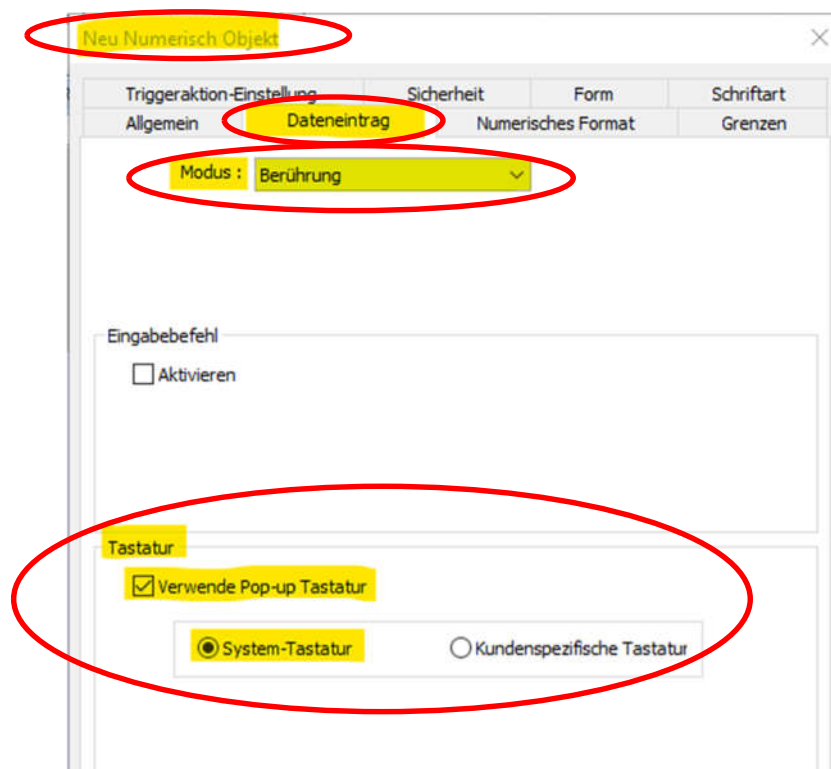 Neu Numerisch Objekt
Triggeraktion-Einstellung Sicherheit Form Schriftart
Allgemein Dateneintrag Numerisches Format Grenzen
Modus : Berührung
Eingabebefehl
Aktivieren
Tastatur
Verwende Pop-up Tastatur
System-Tastatur Kundenspezifische Tastatur